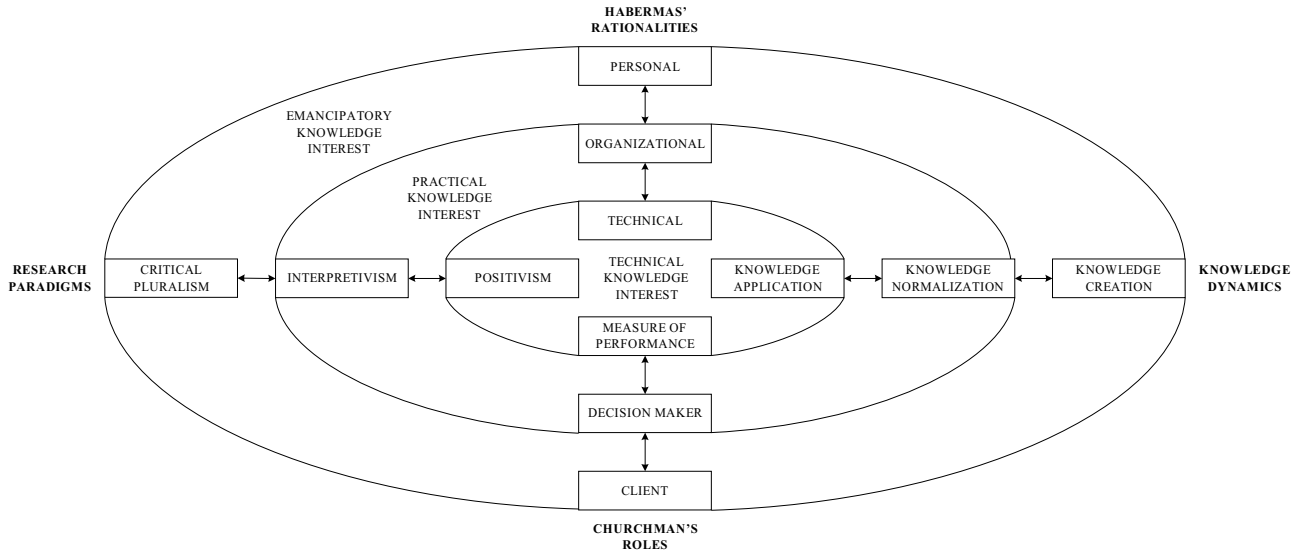 HABERMAS'
RATIONALITIES
PERSONAL
EMANCIPATORY
KNOWLEDGE
INTEREST
ORGANIZATIONAL
PRACTICAL
KNOWLEDGE
INTEREST
TECHNICAL
RESEARCH
PARADIGMS
CRITICAL
PLURALISM
INTERPRETIVISM
POSITIVISM
TECHNICAL
KNOWLEDGE
INTEREST
KNOWLEDGE
APPLICATION
KNOWLEDGE
NORMALIZATION
KNOWLEDGE
CREATION
KNOWLEDGE
DYNAMICS
MEASURE OF
PERFORMANCE
DECISION MAKER
CLIENT
CHURCHMAN'S
ROLES